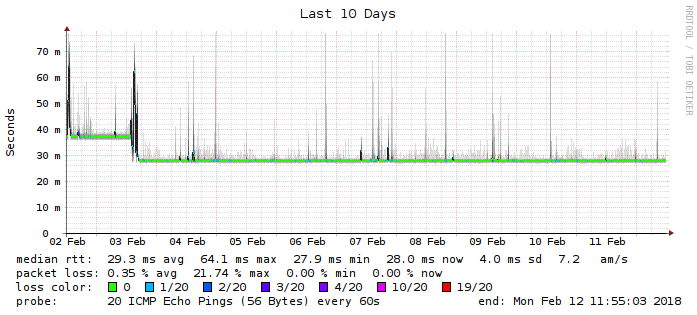 Last 10 Days
RRDTOOL / TOBI OETIKER
Seconds
70 m
60 m
50 m
40 m
30 m
20 m
10 m
0
02 Feb 03 Feb 04 Feb 05 Feb 06 Feb 07 Feb 08 Feb 09 Feb 10 Feb 11 Feb
median rtt: 29.3 ms avg 64.1 ms max 27.9 ms min 28.0 ms now 4.0 ms sd 7.2 am/s
packet loss: 0.35 % avg 21.74 % max 0.00 % min 0.00 % now
loss color: 0 1/20 2/20 3/20 4/20 10/20 19/20
probe: 20 ICMP Echo Pings (56 Bytes) every 60s end: Mon Feb 12 11:55:03 2018